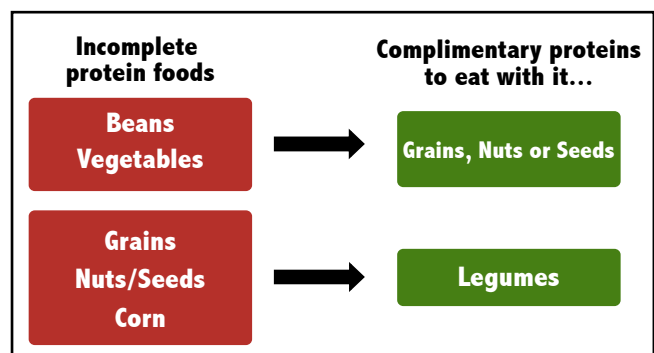 Incomplete
protein foods
Complimentary proteins
to eat with it...
Beans
Vegetables
Grains, Nuts or Seeds
Grains
Nuts/Seeds
Corn
Legumes